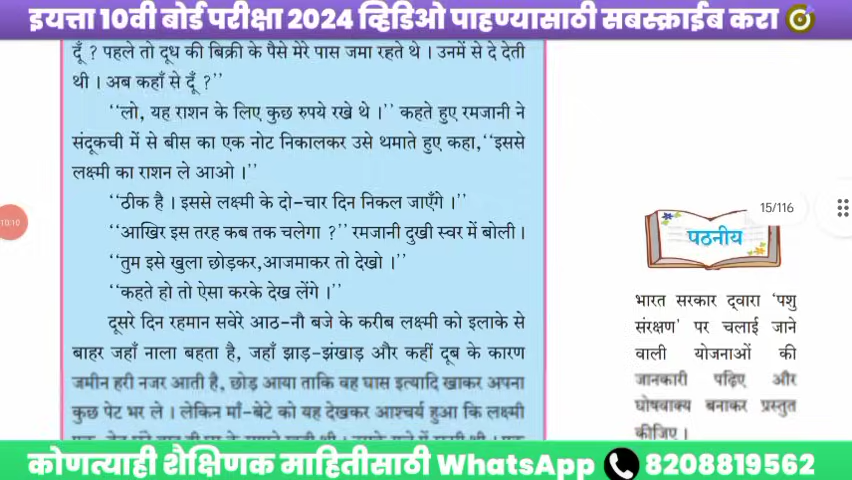 इयत्ता 10वी बोर्ड परीक्षा 2024 व्हिडिओ पाहण्यासाठी सबस्क्राईब करा
दूँ ? पहले तो दूध की बिक्री के पैसे मेरे पास जमा रहते थे । उनमें से दे देती
थी । अब कहाँ से दूँ ?’’
‘‘लो, यह राशन के लिए कुछ रुपये रखे थे ।’’ कहते हुए रमजानी ने
संदूकची में से बीस का एक नोट निकालकर उसे थमाते हुए कहा,‘‘इससे
लक्ष्मी का राशन ले आओ ।’’
‘‘ठीक है । इससे लक्ष्मी के दो-चार दिन निकल जाएँगे ।’’
‘‘आखिर इस तरह कब तक चलेगा ?’’ रमजानी दुखी स्वर में बोली ।
‘‘तुम इसे खुला छोड़कर,आजमाकर तो देखो ।’’
‘‘कहते हो तो ऐसा करके देख लेंगे ।’’
दूसरे दिन रहमान सवेरे आठ-नौ बजे के करीब लक्ष्मी को इलाके से
बाहर जहाँ नाला बहता है, जहाँ झाड़-झंखाड़ और कहीं दूब के कारण
जमीन हरी नजर आती है, छोड़ आया ताकि वह घास इत्यादि खाकर अपना
कुछ पेट भर ले । लेकिन माँ-बेटे को यह देखकर आश्चर्य हुआ कि लक्ष्मी
10:10
15/116
पठनीय
भारत सरकार द्‌वारा ‘पशु
संरक्षण’ पर चलाई जाने
वाली योजनाओं की
जानकारी पढ़िए और
घोषवाक्य बनाकर प्रस्तुत
कीजिए ।
कोणत्याही शैक्षिणक माहितीसाठी WhatsApp 8208819562